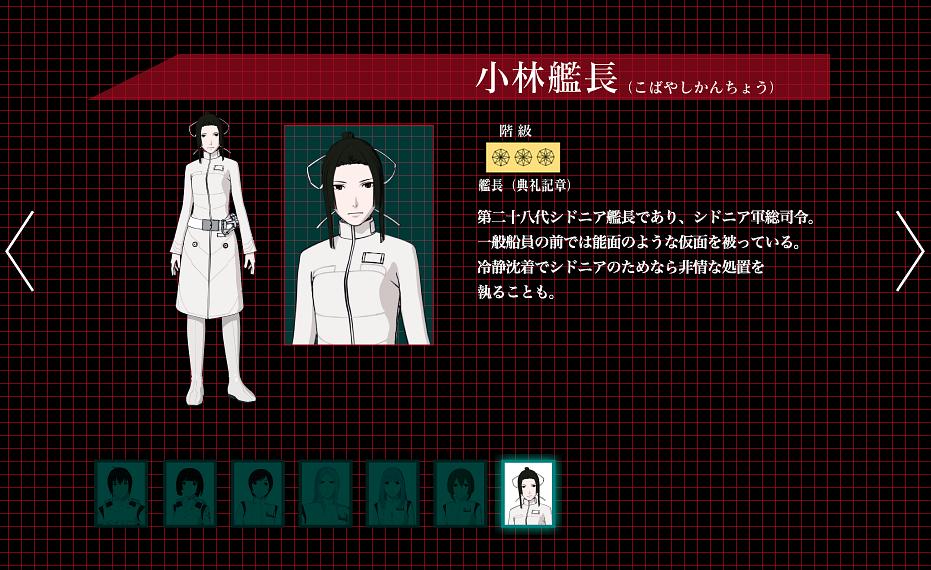 小林艦長（こばやしかんちょう）
階級
艦長（典礼記章）
第二十八代シドニア艦長であり、シドニア軍総司令。
一般船員の前では能面のような仮面を被っている。
冷静沈着でシドニアのためなら非情な処置を
執ることも。